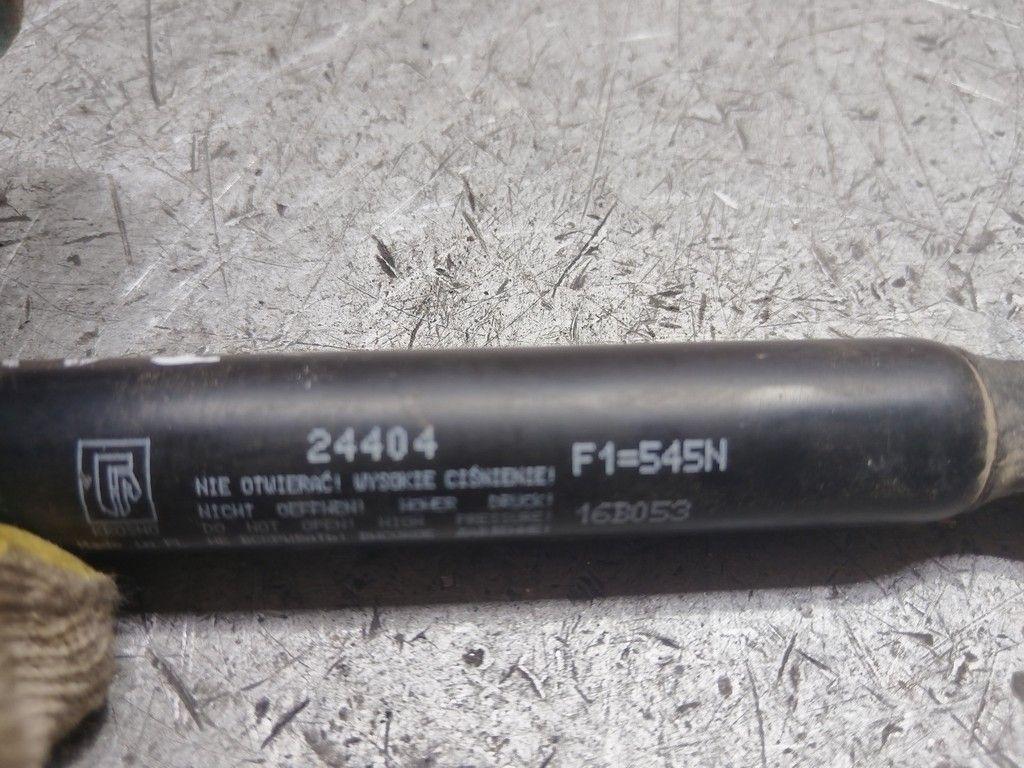 24404
F1=545N
NIE OTWIERAĆ! WYSOKIE CIŚNIENIE!
NICHT OEFFNEN! HOHER DRUCK!
16B053
DO NOT OPEN! HIGH PRESSURE!